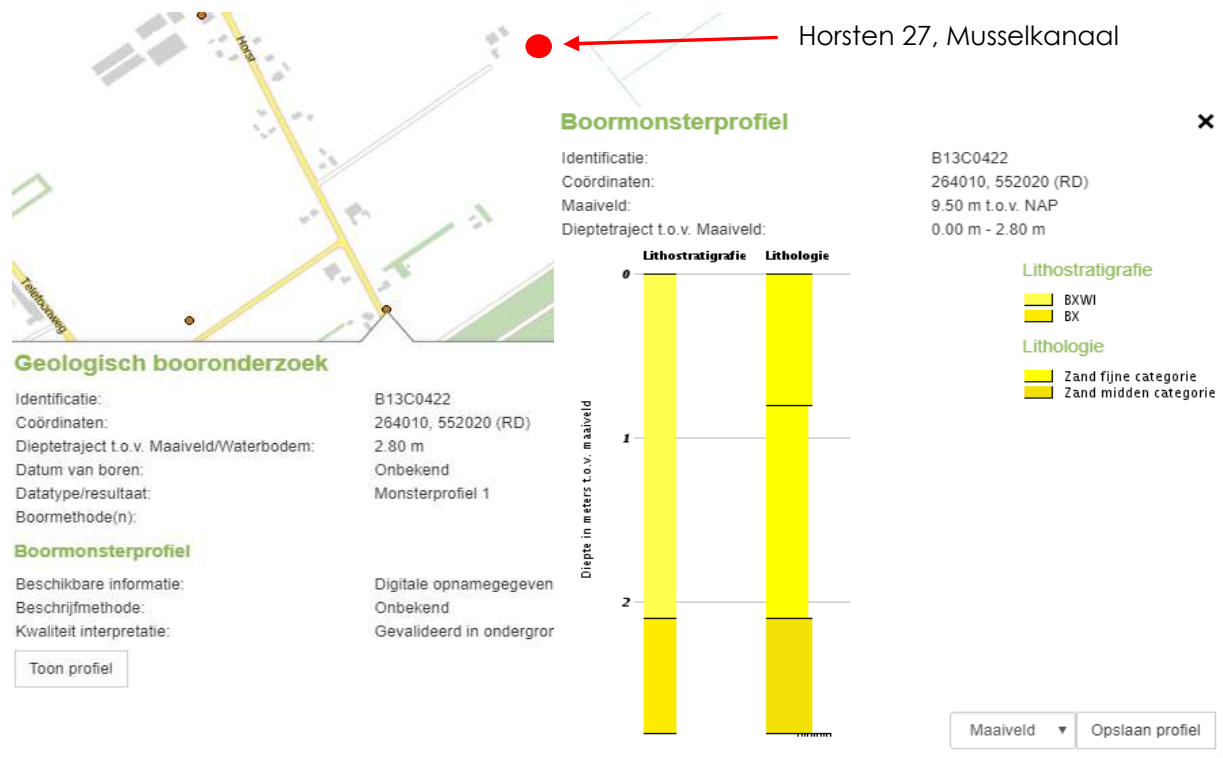 Horsten 27, Musselkanaal
Horst
Telefoonweg
Geologisch booronderzoek
Identificatie: B13C0422
Coördinaten: 264010, 552020 (RD)
Dieptetraject t.o.v. Maaiveld/Waterbodem: 2.80 m
Datum van boren: Onbekend
Datatype/resultaat: Monsterprofiel 1
Boormethode(n):
Boormonsterprofiel
Beschikbare informatie: Digitale opnamegegeven
Beschrijfmethode: Onbekend
Kwaliteit interpretatie: Gevalideerd in ondergron
Toon profiel
Boormonsterprofiel ×
Identificatie: B13C0422
Coördinaten: 264010, 552020 (RD)
Maaiveld: 9.50 m t.o.v. NAP
Dieptetraject t.o.v. Maaiveld: 0.00 m - 2.80 m
Lithostratigrafie Lithologie
0
1
2
Diepte in meters t.o.v. maaiveld
Lithostratigrafie
BXWI
BX
Lithologie
Zand fijne categorie
Zand midden categorie
Maaiveld ▼ Opslaan profiel